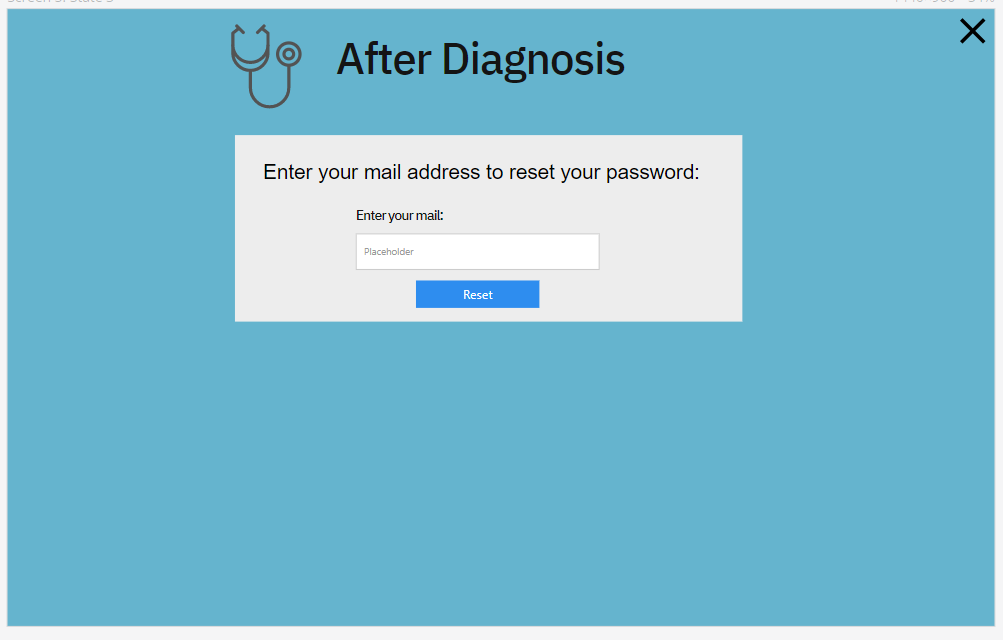 After Diagnosis
Enter your mail address to reset your password:
Enter your mail:
Placeholder
Reset